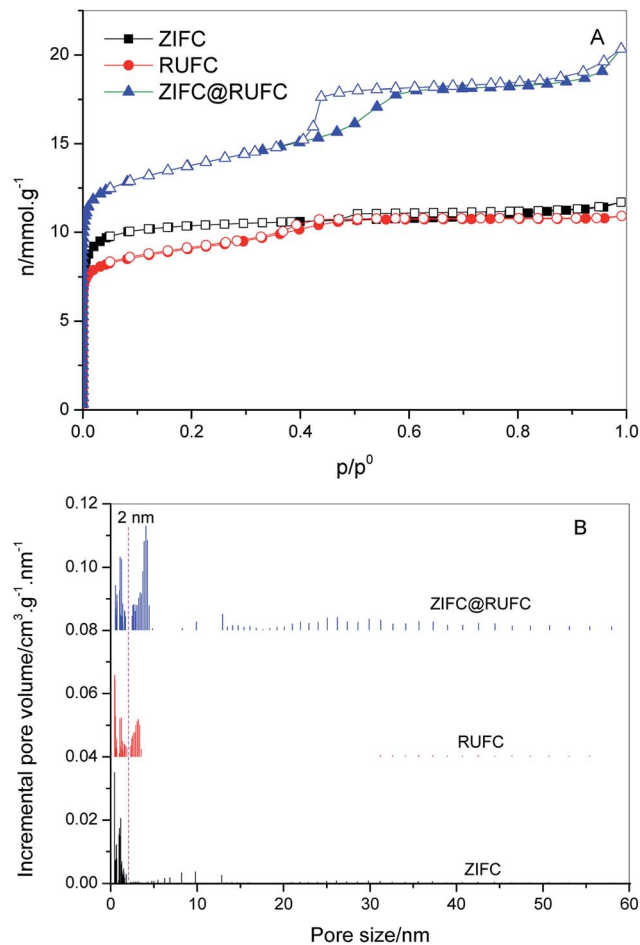 20
15
10
5
0
n/mmol.g⁻¹
ZIFC
RUFC
ZIFC@RUFC
A
0.0 0.2 0.4 0.6 0.8 1.0
p/p⁰
0.12
0.10
0.08
0.06
0.04
0.02
0.00
Incremental pore volume/cm³.g⁻¹.nm⁻¹
2 nm
B
ZIFC@RUFC
RUFC
ZIFC
0 10 20 30 40 50 60
Pore size/nm